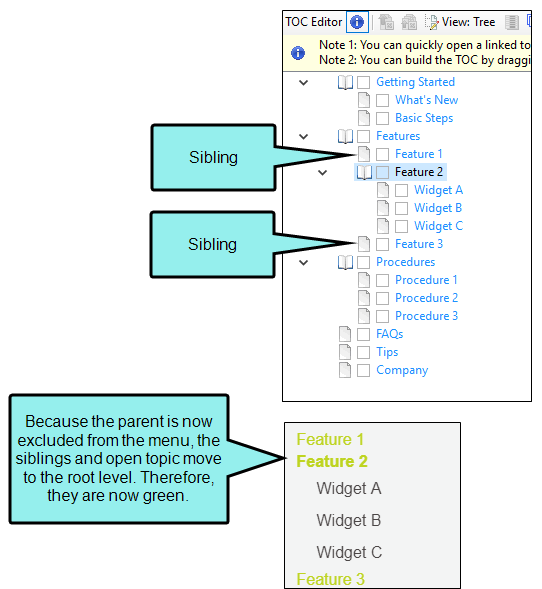 TOC Editor View: Tree
Note 1: You can quickly open a linked to
Note 2: You can build the TOC by draggi
Getting Started
What's New
Basic Steps
Features
Sibling
Feature 1
Feature 2
Widget A
Widget B
Widget C
Sibling
Feature 3
Procedures
Procedure 1
Procedure 2
Procedure 3
FAQs
Tips
Company
Because the parent is now
excluded from the menu, the
siblings and open topic move
to the root level. Therefore,
they are now green.
Feature 1
Feature 2
Widget A
Widget B
Widget C
Feature 3